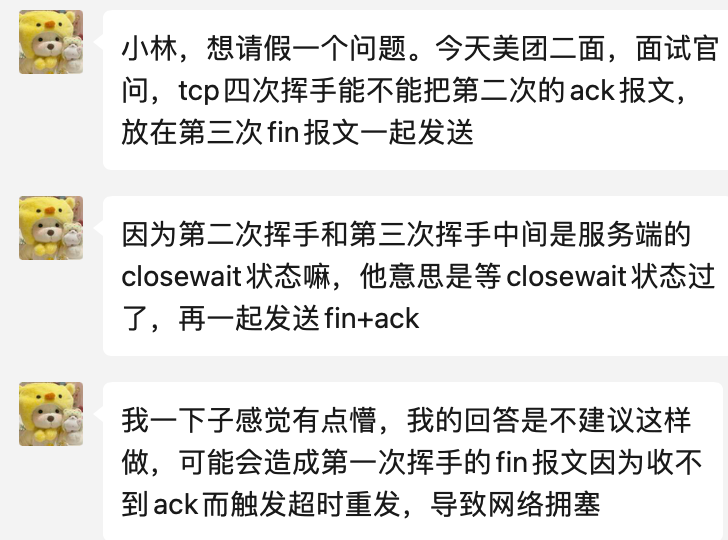 小林，想请假一个问题。今天美团二面，面试官
问，tcp四次挥手能不能把第二次的ack报文，
放在第三次fin报文一起发送
因为第二次挥手和第三次挥手中间是服务端的
closewait状态嘛，他意思是等closewait状态过
了，再一起发送fin+ack
我一下子感觉有点懵，我的回答是不建议这样
做，可能会造成第一次挥手的fin报文因为收不
到ack而触发超时重发，导致网络拥塞